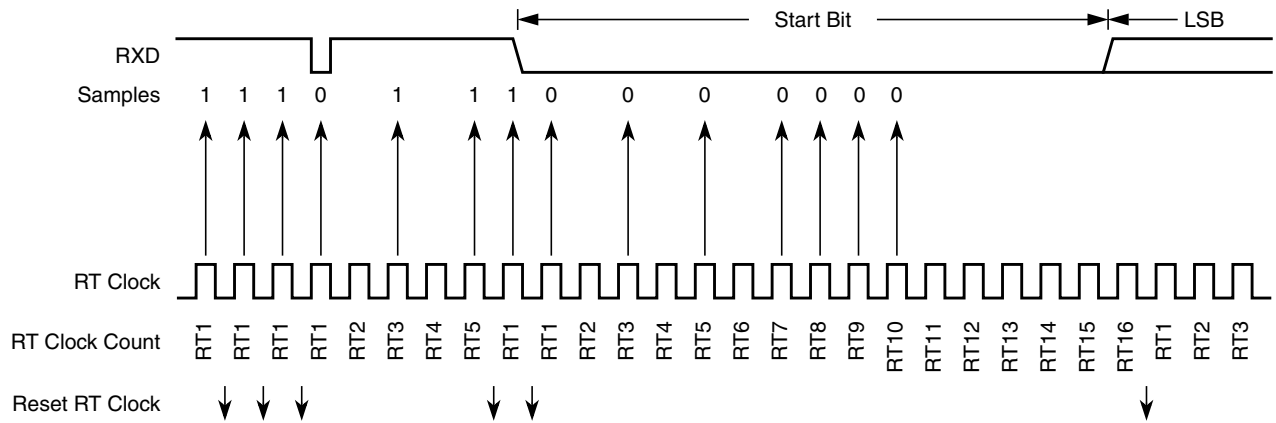 Start Bit LSB
RXD
Samples 1 1 1 0 1 1 1 0 0 0 0 0 0 0
RT Clock
RT Clock Count RT1 RT1 RT1 RT1 RT2 RT3 RT4 RT5 RT1 RT1 RT2 RT3 RT4 RT5 RT6 RT7 RT8 RT9 RT10 RT11 RT12 RT13 RT14 RT15 RT16 RT1 RT2 RT3
Reset RT Clock